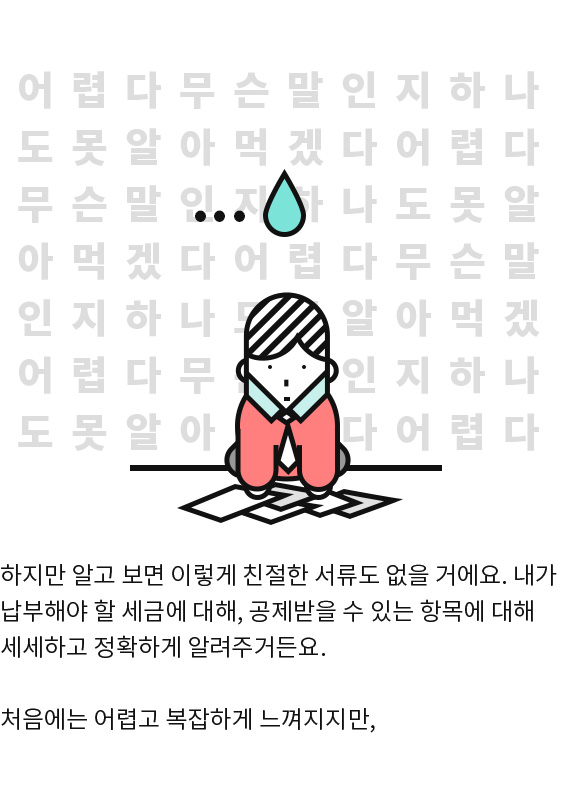 어 렵 다 무 슨 말 인 지 하 나
도 못 알 아 먹 겠 다 어 렵 다
무 슨 말 인 지 하 나 도 못 알
아 먹 겠 다 어 렵 다 무 슨 말
인 지 하 나 알 아 먹 겠
어 렵 다 무 인 지 하 나
도 못 알 아 다 어 렵 다
하지만 알고 보면 이렇게 친절한 서류도 없을 거에요. 내가
납부해야 할 세금에 대해, 공제받을 수 있는 항목에 대해
세세하고 정확하게 알려주거든요.
처음에는 어렵고 복잡하게 느껴지지만,